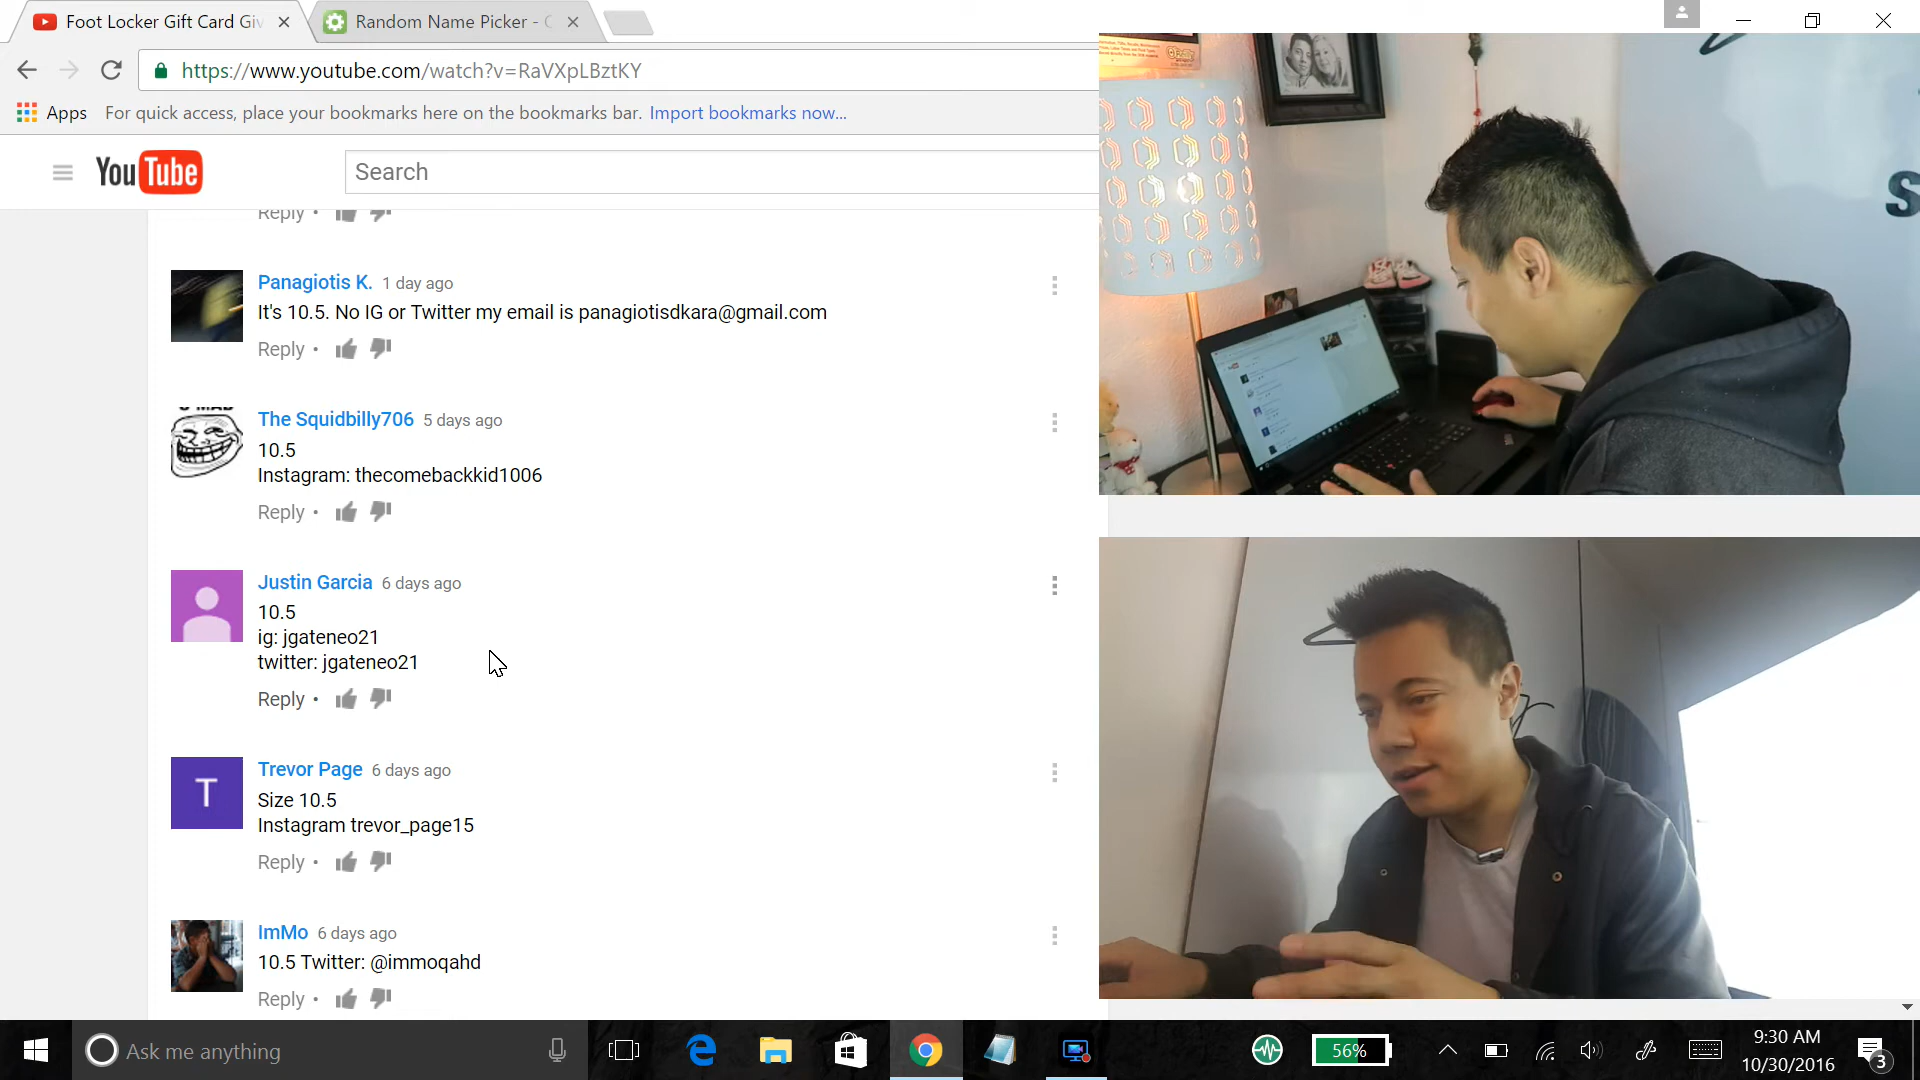 Foot Locker Gift Card Giv
Random Name Picker - C
https://www.youtube.com/watch?v=RaVXpLBztKY
Apps For quick access, place your bookmarks here on the bookmarks bar. Import bookmarks now...
YouTube
Search
Reply •
Panagiotis K. 1 day ago
It's 10.5. No IG or Twitter my email is panagiotisdkara@gmail.com
Reply •
The Squidbilly706 5 days ago
10.5
Instagram: thecomebackkid1006
Reply •
Justin Garcia 6 days ago
10.5
ig: jgateneo21
twitter: jgateneo21
Reply •
T
Trevor Page 6 days ago
Size 10.5
Instagram trevor_page15
Reply •
ImMo 6 days ago
10.5 Twitter: @immoqahd
Reply •
S
Ask me anything
56%
9:30 AM
10/30/2016
3